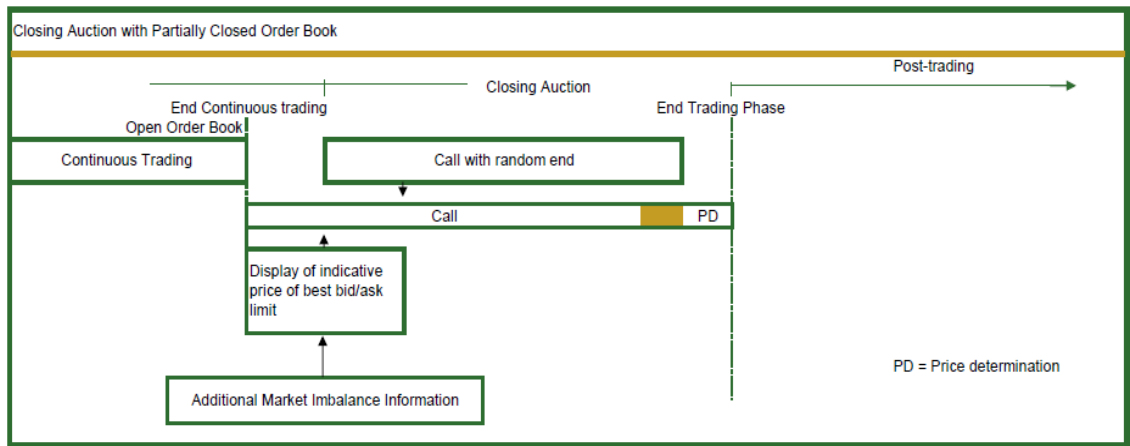 Closing Auction with Partially Closed Order Book
Post-trading
Closing Auction
End Continuous trading
End Trading Phase
Open Order Book
Continuous Trading
Call with random end
Call
PD
Display of indicative
price of best bid/ask
limit
PD = Price determination
Additional Market Imbalance Information